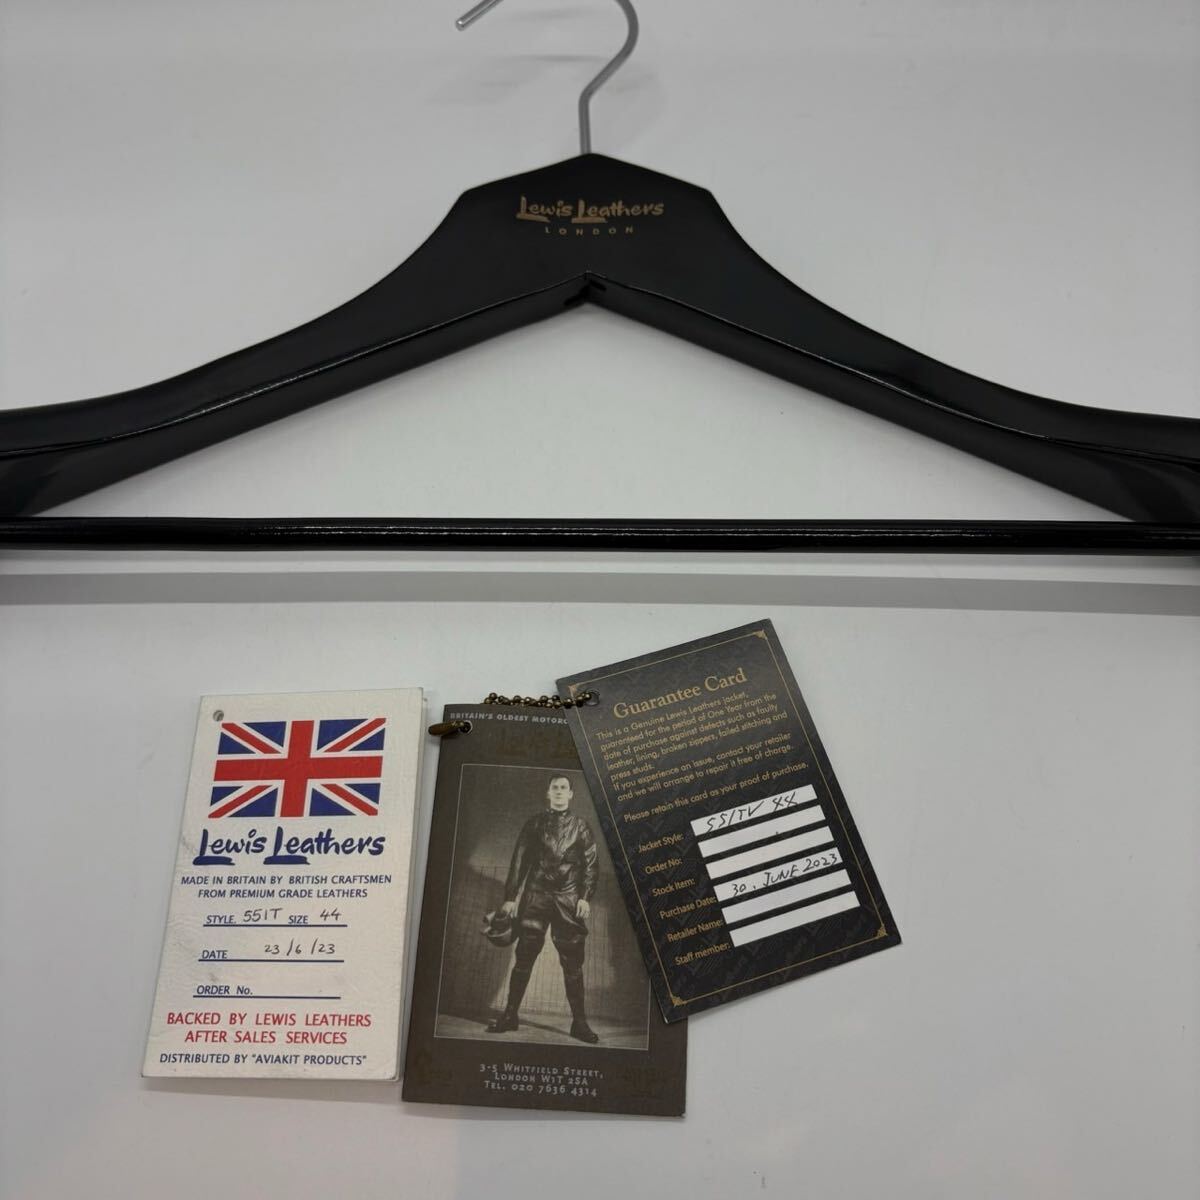 Lewis Leathers
LONDON
Lewis Leathers
MADE IN BRITAIN BY BRITISH CRAFTSMEN
FROM PREMIUM GRADE LEATHERS
STYLE. 551T SIZE 44
DATE 23/6/23
ORDER No.
BACKED BY LEWIS LEATHERS
AFTER SALES SERVICES
DISTRIBUTED BY "AVIAKIT PRODUCTS"
BRITAIN'S OLDEST
3-5 WHITFIELD STREET,
LONDON W1T 2SA
TEL. 020 7636 4314
Guarantee Card
This is a Genuine Lewis Leathers jacket,
guaranteed for the period of One Year from the
date of purchase against defects such as faulty
leather, lining, broken zippers, failed stitching and
press studs.
If you experience an issue, contact your retailer
and we will arrange to repair it free of charge.
Please retain this card as your proof of purchase.
Jacket Style: 551TV 44
Order No:
Stock Item:
Purchase Date: 30. JUNE 2023
Retailer Name:
Staff member: